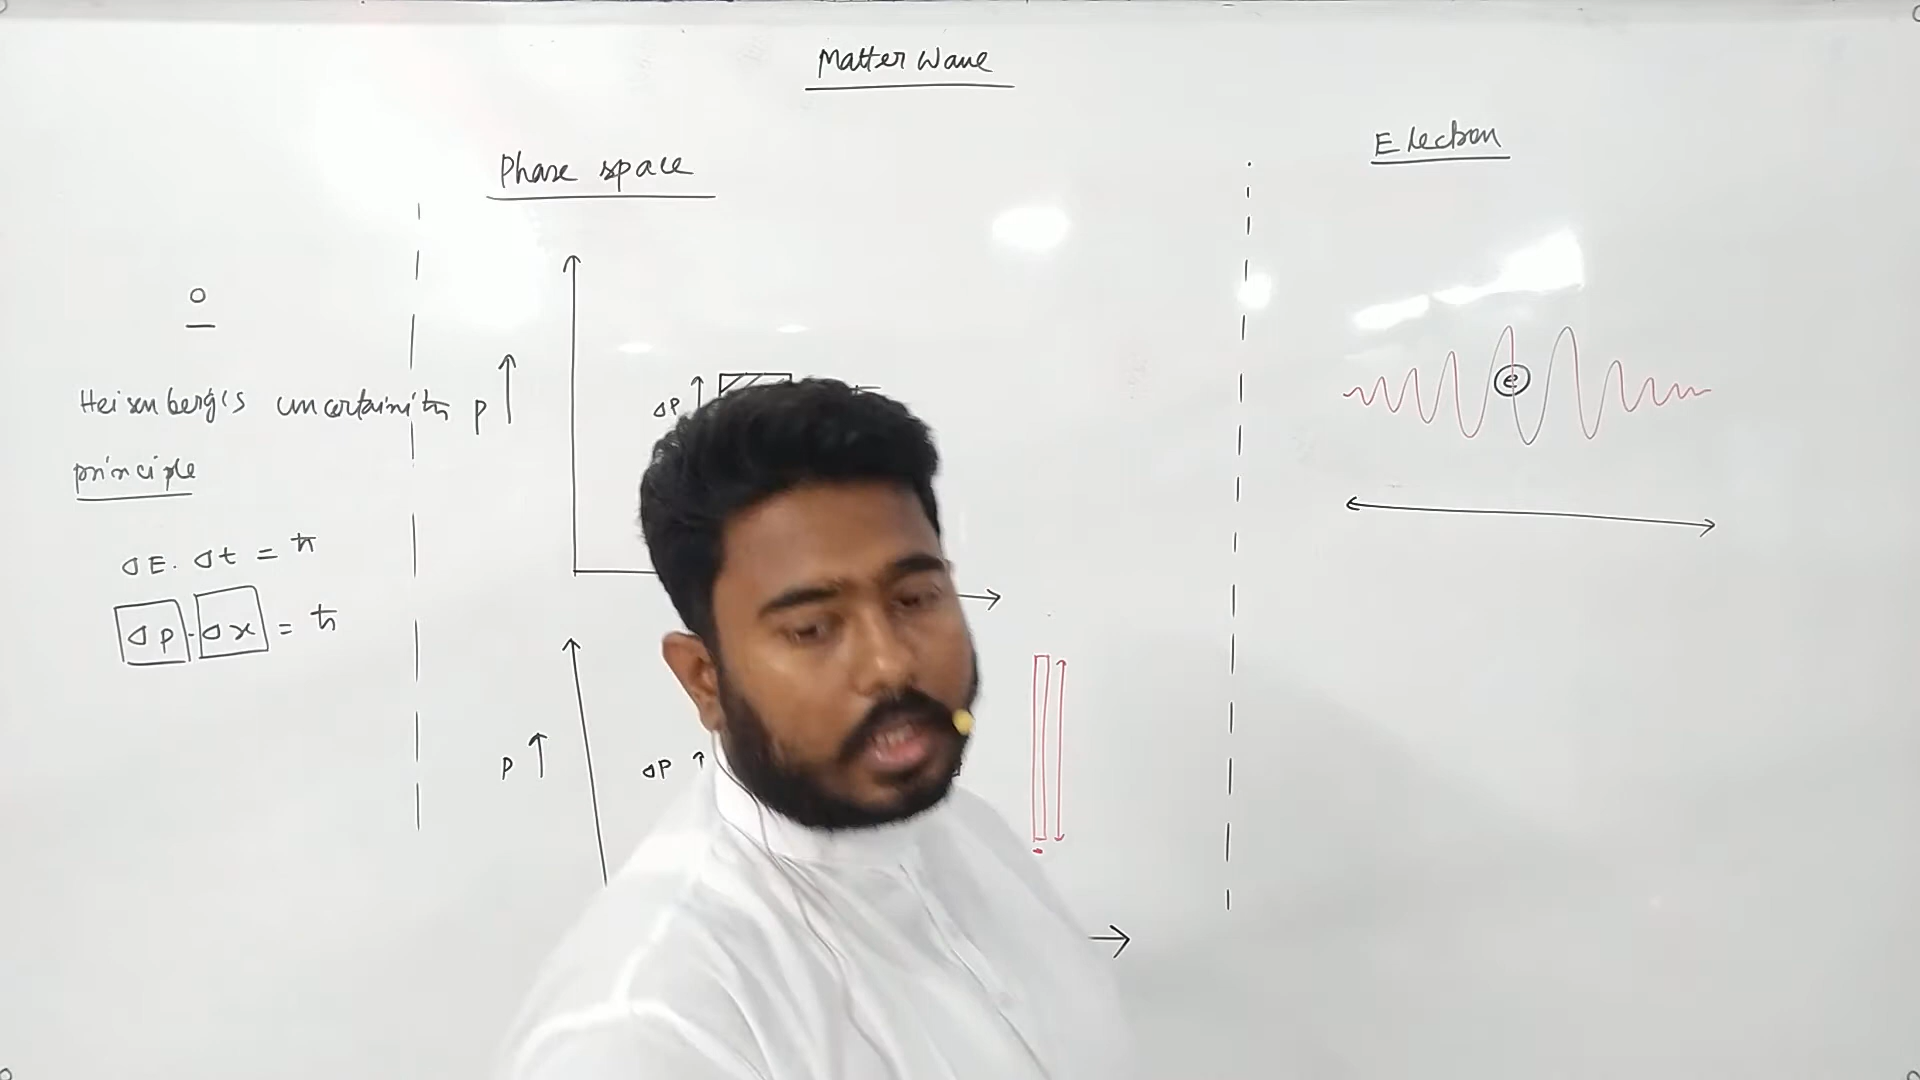 Matter Wave
Heisenberg's uncertainity
principle
ΔE. Δt = ħ
Δp . Δx = ħ
Phase space
P
ΔP
P
ΔP
Electron
e